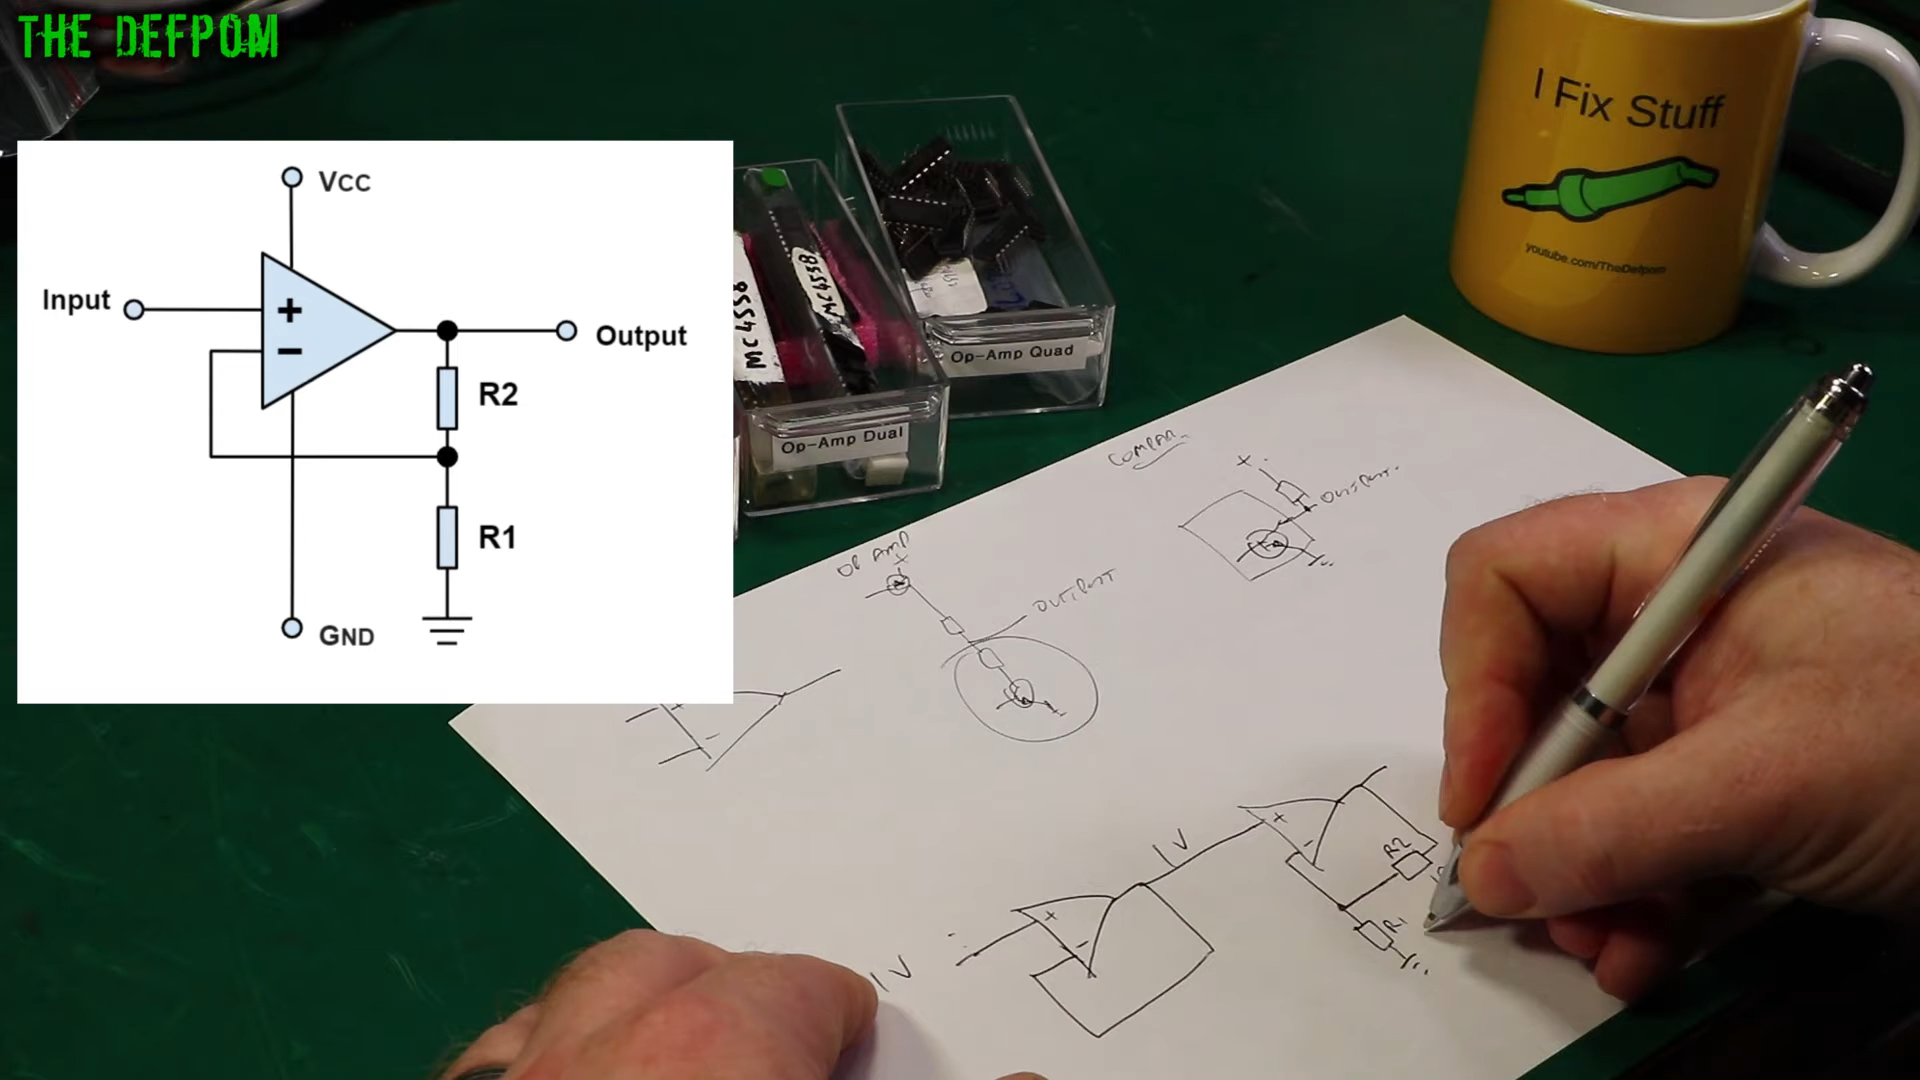 THE DEFPOM
VCC
Input
+
−
Output
R2
R1
GND
I Fix Stuff
youtube.com/TheDefpom
MC4558
MC4558
Op-Amp Dual
Op-Amp Quad
COMPAR
+
OUTPUT
OP AMP
+
OUTPUT
+
-
1V
+
-
1V
+
-
R2
R1